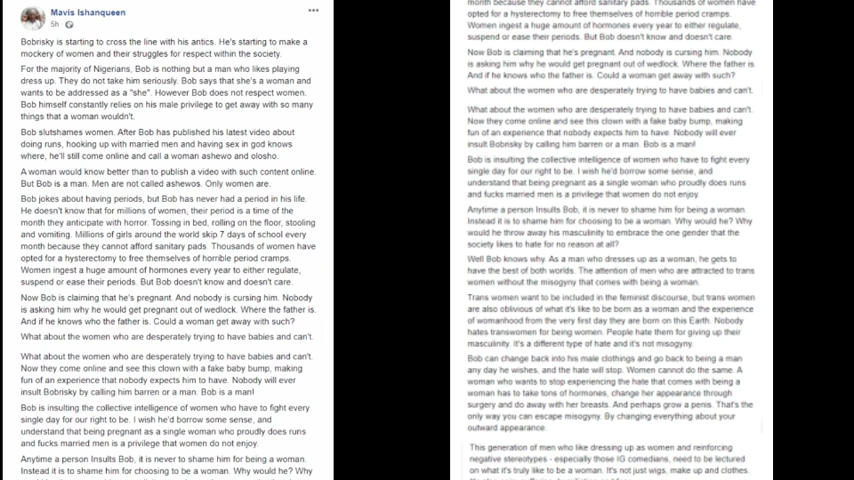 Mavis Ishanqueen
5h
Bobrisky is starting to cross the line with his antics. He's starting to make a
mockery of women and their struggles for respect within the society.
For the majority of Nigerians, Bob is nothing but a man who likes playing
dress up. They do not take him seriously. Bob says that she's a woman and
wants to be addressed as a "she". However Bob does not respect women.
Bob himself constantly relies on his male privilege to get away with so many
things that a woman wouldn't.
Bob slutshames women. After Bob has published his latest video about
doing runs, hooking up with married men and having sex in god knows
where, he'll still come online and call a woman ashewo and olosho.
A woman would know better than to publish a video with such content online.
But Bob is a man. Men are not called ashewos. Only women are.
Bob jokes about having periods, but Bob has never had a period in his life.
He doesn't know that for millions of women, their period is a time of the
month they anticipate with horror. Tossing in bed, rolling on the floor, stooling
and vomiting. Millions of girls around the world skip 7 days of school every
month because they cannot afford sanitary pads. Thousands of women have
opted for a hysterectomy to free themselves of horrible period cramps.
Women ingest a huge amount of hormones every year to either regulate,
suspend or ease their periods. But Bob doesn't know and doesn't care.
Now Bob is claiming that he's pregnant. And nobody is cursing him. Nobody
is asking him why he would get pregnant out of wedlock. Where the father is.
And if he knows who the father is. Could a woman get away with such?
What about the women who are desperately trying to have babies and can't.
What about the women who are desperately trying to have babies and can't.
Now they come online and see this clown with a fake baby bump, making
fun of an experience that nobody expects him to have. Nobody will ever
insult Bobrisky by calling him barren or a man. Bob is a man!
Bob is insulting the collective intelligence of women who have to fight every
single day for our right to be. I wish he'd borrow some sense, and
understand that being pregnant as a single woman who proudly does runs
and fucks married men is a privilege that women do not enjoy.
Anytime a person Insults Bob, it is never to shame him for being a woman.
Instead it is to shame him for choosing to be a woman. Why would he? Why
month because they cannot afford sanitary pads. Thousands of women have
opted for a hysterectomy to free themselves of horrible period cramps.
Women ingest a huge amount of hormones every year to either regulate,
suspend or ease their periods. But Bob doesn't know and doesn't care.
Now Bob is claiming that he's pregnant. And nobody is cursing him. Nobody
is asking him why he would get pregnant out of wedlock. Where the father is.
And if he knows who the father is. Could a woman get away with such?
What about the women who are desperately trying to have babies and can't.
What about the women who are desperately trying to have babies and can't.
Now they come online and see this clown with a fake baby bump, making
fun of an experience that nobody expects him to have. Nobody will ever
insult Bobrisky by calling him barren or a man. Bob is a man!
Bob is insulting the collective intelligence of women who have to fight every
single day for our right to be. I wish he'd borrow some sense, and
understand that being pregnant as a single woman who proudly does runs
and fucks married men is a privilege that women do not enjoy.
Anytime a person Insults Bob, it is never to shame him for being a woman.
Instead it is to shame him for choosing to be a woman. Why would he? Why
would he throw away his masculinity to embrace the one gender that the
society likes to hate for no reason at all?
Well Bob knows why. As a man who dresses up as a woman, he gets to
have the best of both worlds. The attention of men who are attracted to trans
women without the misogyny that comes with being a woman.
Trans women want to be included in the feminist discourse, but trans women
are also oblivious of what it's like to be born as a woman and the experience
of womanhood from the very first day they are born on this Earth. Nobody
hates transwomen for being women. People hate them for giving up their
masculinity. It's a different type of hate and it's not misogyny.
Bob can change back into his male clothings and go back to being a man
any day he wishes, and the hate will stop. Women cannot do the same. A
woman who wants to stop experiencing the hate that comes with being a
woman has to take tons of hormones, change her appearance through
surgery and do away with her breasts. And perhaps grow a penis. That's the
only way you can escape misogyny. By changing everything about your
outward appearance.
This generation of men who like dressing up as women and reinforcing
negative stereotypes - especially those IG comedians, need to be lectured
on what it's truly like to be a woman. It's not just wigs, make up and clothes.